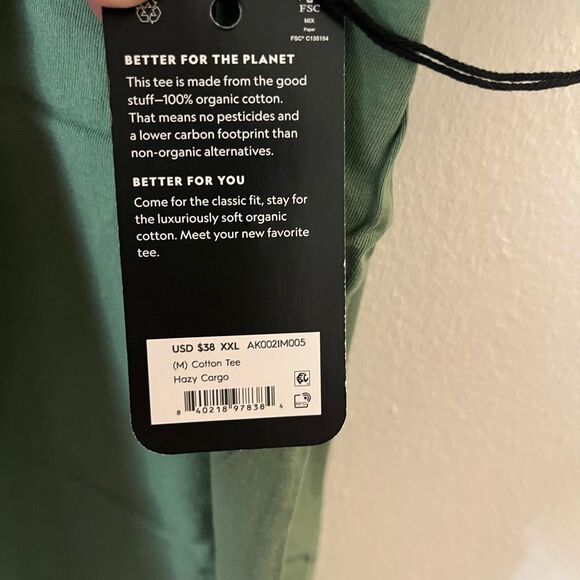 FSC
MIX
Paper
FSC® C136154
BETTER FOR THE PLANET
This tee is made from the good
stuff—100% organic cotton.
That means no pesticides and
a lower carbon footprint than
non-organic alternatives.
BETTER FOR YOU
Come for the classic fit, stay for
the luxuriously soft organic
cotton. Meet your new favorite
tee.
USD $38 XXL AK002IM005
(M) Cotton Tee
Hazy Cargo
8 40218 97838 4
RFID